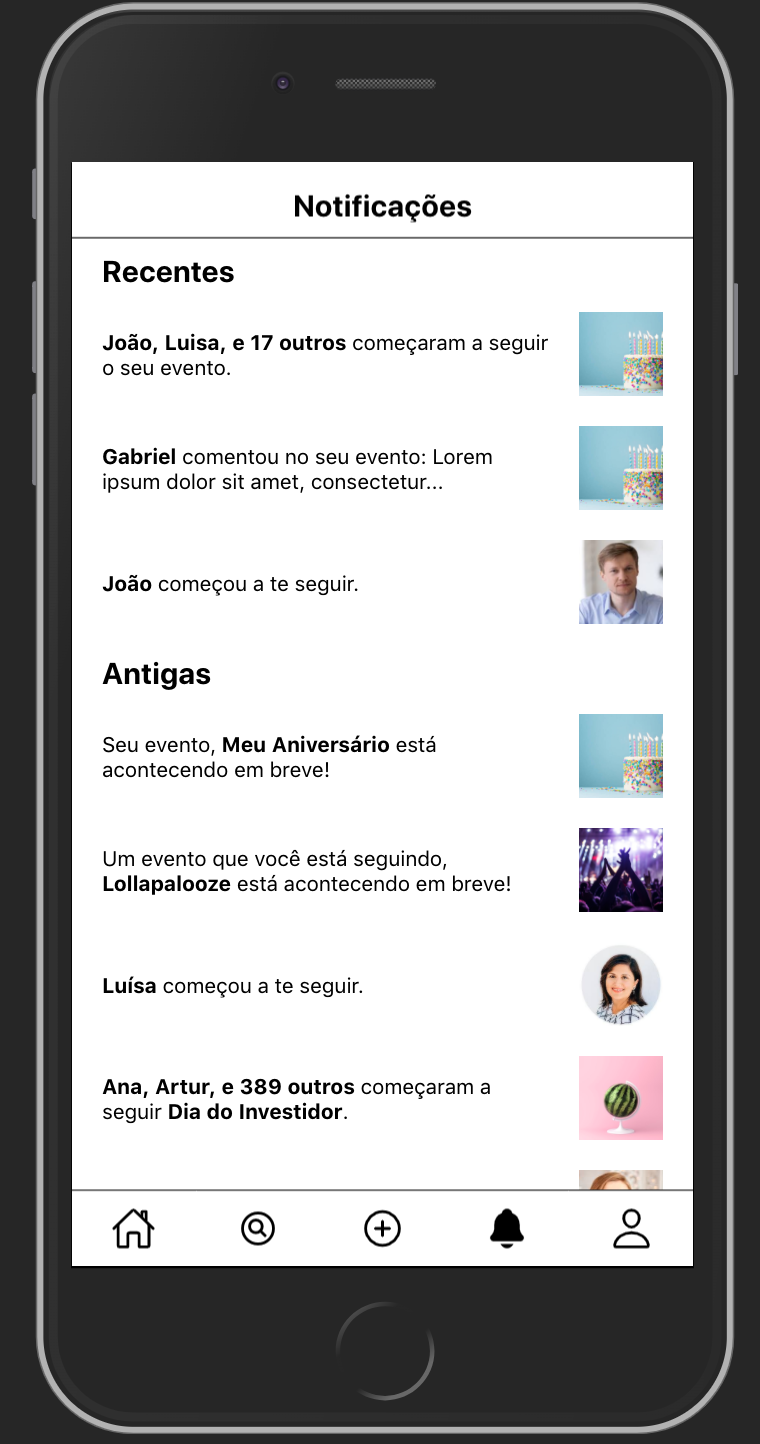 Notificações
Recentes
João, Luisa, e 17 outros começaram a seguir
o seu evento.
Gabriel comentou no seu evento: Lorem
ipsum dolor sit amet, consectetur...
João começou a te seguir.
Antigas
Seu evento, Meu Aniversário está
acontecendo em breve!
Um evento que você está seguindo,
Lollapalooze está acontecendo em breve!
Luísa começou a te seguir.
Ana, Artur, e 389 outros começaram a
seguir Dia do Investidor.